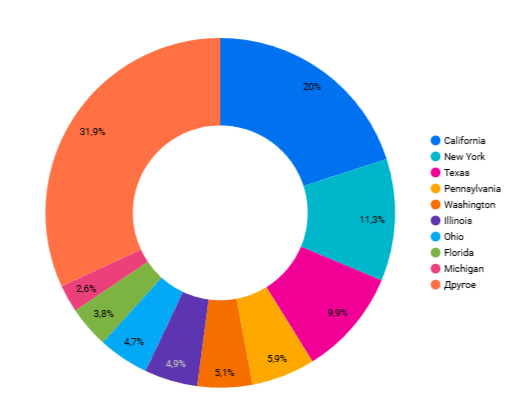 20%
31,9%
11,3%
9,9%
5,9%
5,1%
4,9%
4,7%
3,8%
2,6%
California
New York
Texas
Pennsylvania
Washington
Illinois
Ohio
Florida
Michigan
Другое